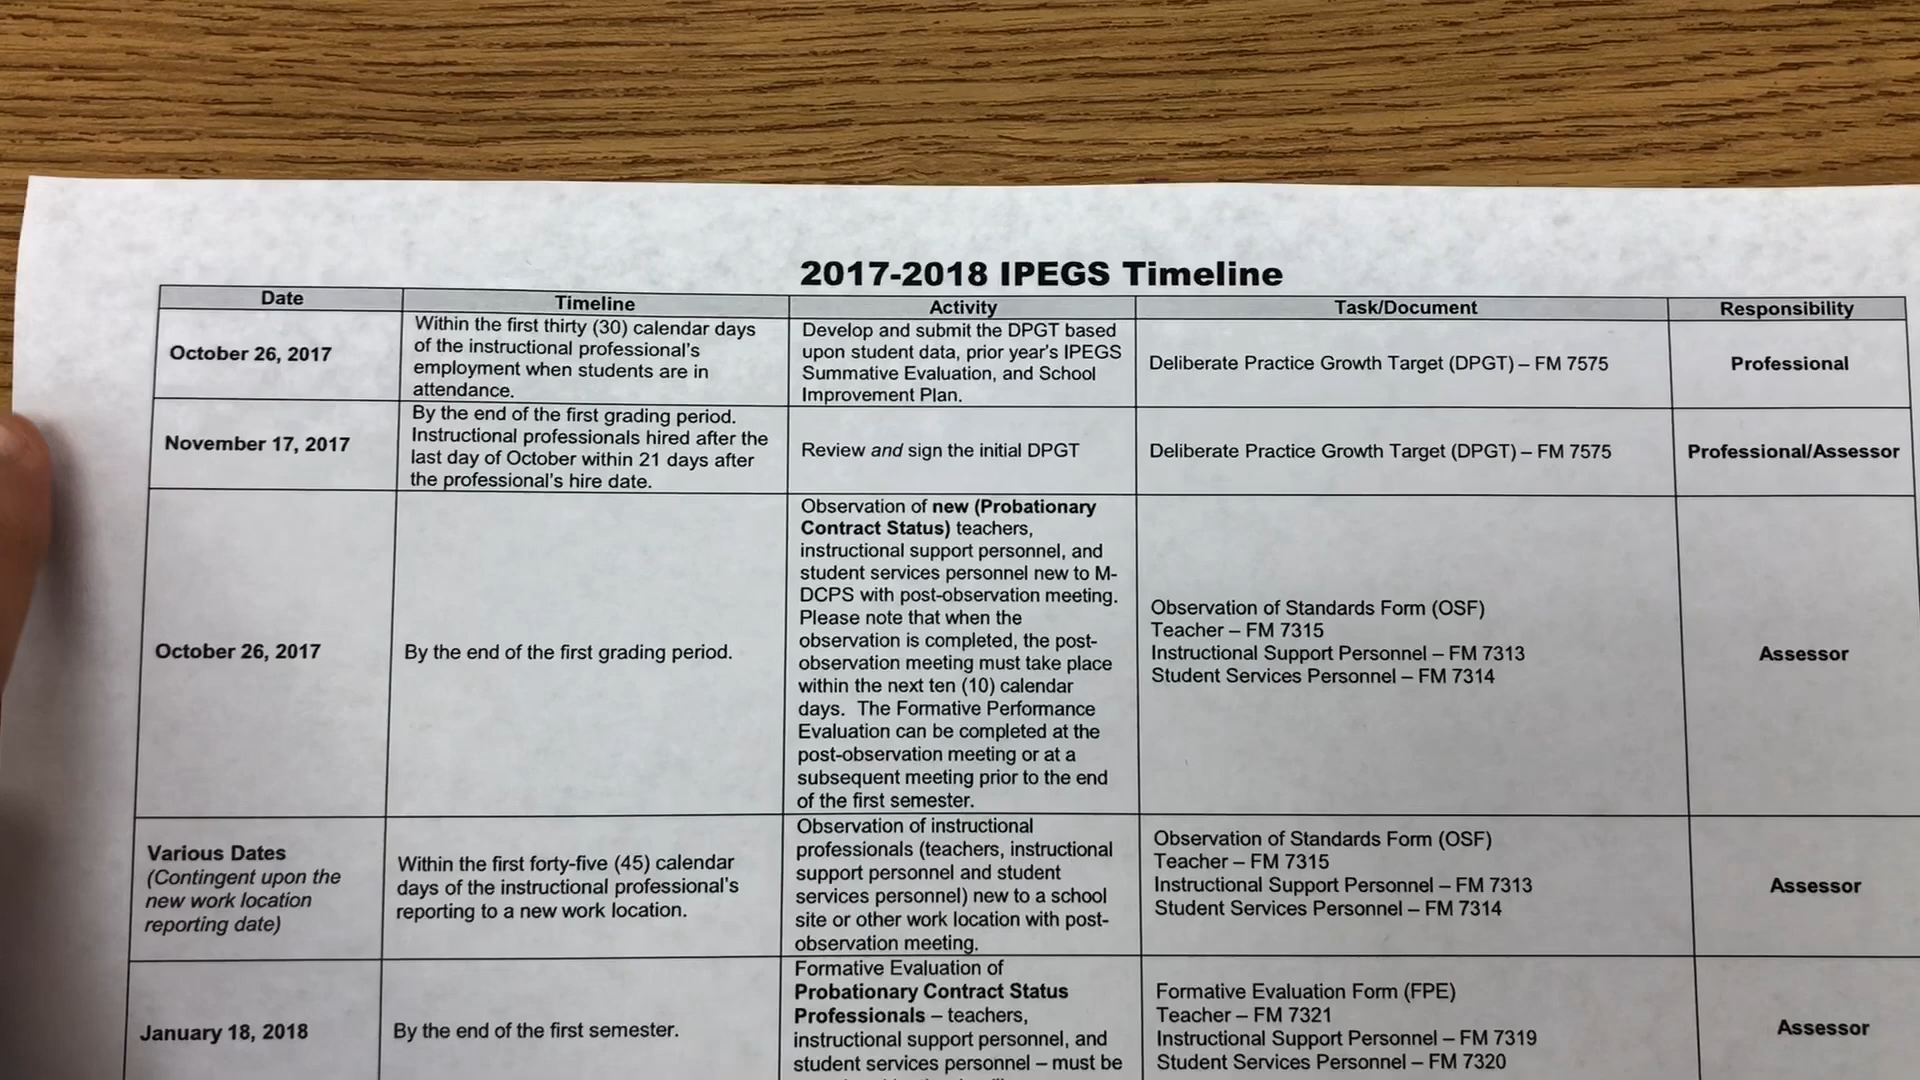 2017-2018 IPEGS Timeline
Date
Timeline
Activity
Task/Document
Responsibility
October 26, 2017
Within the first thirty (30) calendar days
of the instructional professional's
employment when students are in
attendance.
Develop and submit the DPGT based
upon student data, prior year's IPEGS
Summative Evaluation, and School
Improvement Plan.
Deliberate Practice Growth Target (DPGT) – FM 7575
Professional
November 17, 2017
By the end of the first grading period.
Instructional professionals hired after the
last day of October within 21 days after
the professional's hire date.
Review and sign the initial DPGT
Deliberate Practice Growth Target (DPGT) – FM 7575
Professional/Assessor
October 26, 2017
By the end of the first grading period.
Observation of new (Probationary
Contract Status) teachers,
instructional support personnel, and
student services personnel new to M-
DCPS with post-observation meeting.
Please note that when the
observation is completed, the post-
observation meeting must take place
within the next ten (10) calendar
days.  The Formative Performance
Evaluation can be completed at the
post-observation meeting or at a
subsequent meeting prior to the end
of the first semester.
Observation of Standards Form (OSF)
Teacher – FM 7315
Instructional Support Personnel – FM 7313
Student Services Personnel – FM 7314
Assessor
Various Dates
(Contingent upon the
new work location
reporting date)
Within the first forty-five (45) calendar
days of the instructional professional's
reporting to a new work location.
Observation of instructional
professionals (teachers, instructional
support personnel and student
services personnel) new to a school
site or other work location with post-
observation meeting.
Observation of Standards Form (OSF)
Teacher – FM 7315
Instructional Support Personnel – FM 7313
Student Services Personnel – FM 7314
Assessor
January 18, 2018
By the end of the first semester.
Formative Evaluation of
Probationary Contract Status
Professionals – teachers,
instructional support personnel, and
student services personnel – must be
Formative Evaluation Form (FPE)
Teacher – FM 7321
Instructional Support Personnel – FM 7319
Student Services Personnel – FM 7320
Assessor